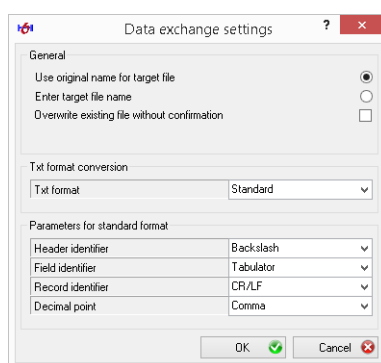 Data exchange settings ?
General
Use original name for target file
Enter target file name
Overwrite existing file without confirmation
Txt format conversion
Txt format Standard
Parameters for standard format
Header identifier Backslash
Field identifier Tabulator
Record identifier CR/LF
Decimal point Comma
OK Cancel